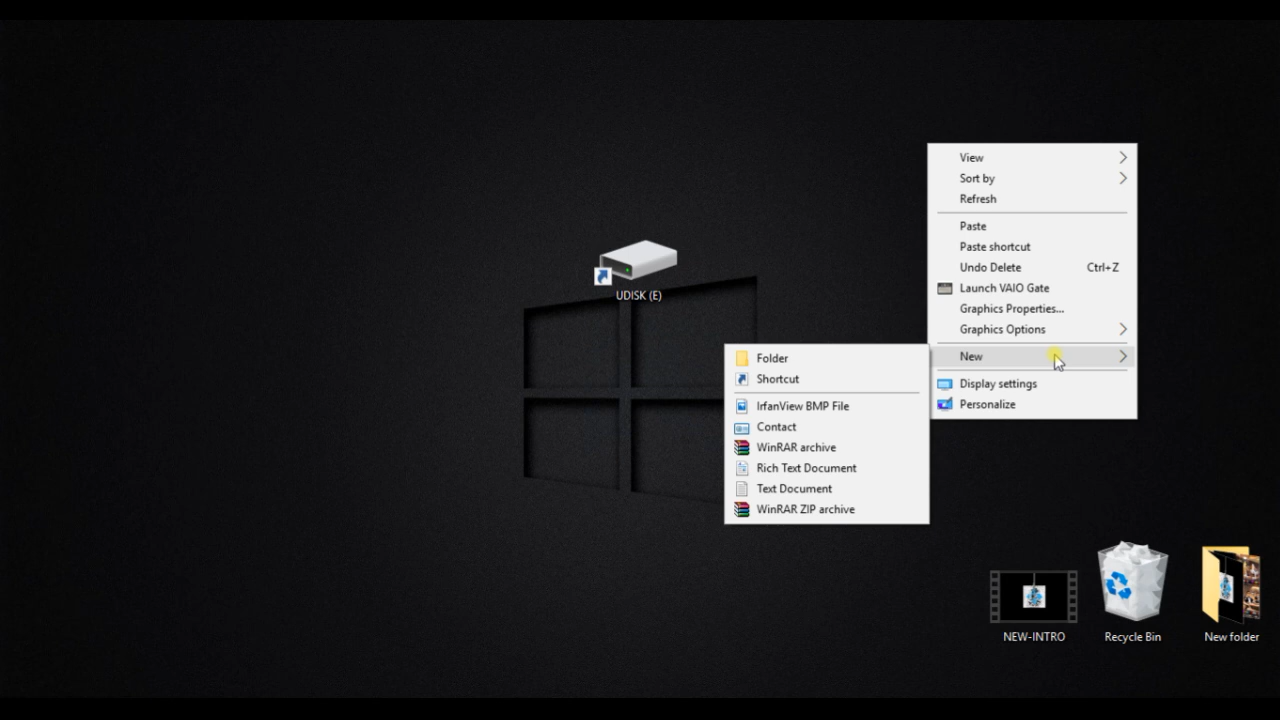 View
Sort by
Refresh
Paste
Paste shortcut
Undo Delete Ctrl+Z
Launch VAIO Gate
Graphics Properties...
Graphics Options
New
Display settings
Personalize
UDISK (E)
Folder
Shortcut
IrfanView BMP File
Contact
WinRAR archive
Rich Text Document
Text Document
WinRAR ZIP archive
NEW-INTRO
Recycle Bin
New folder